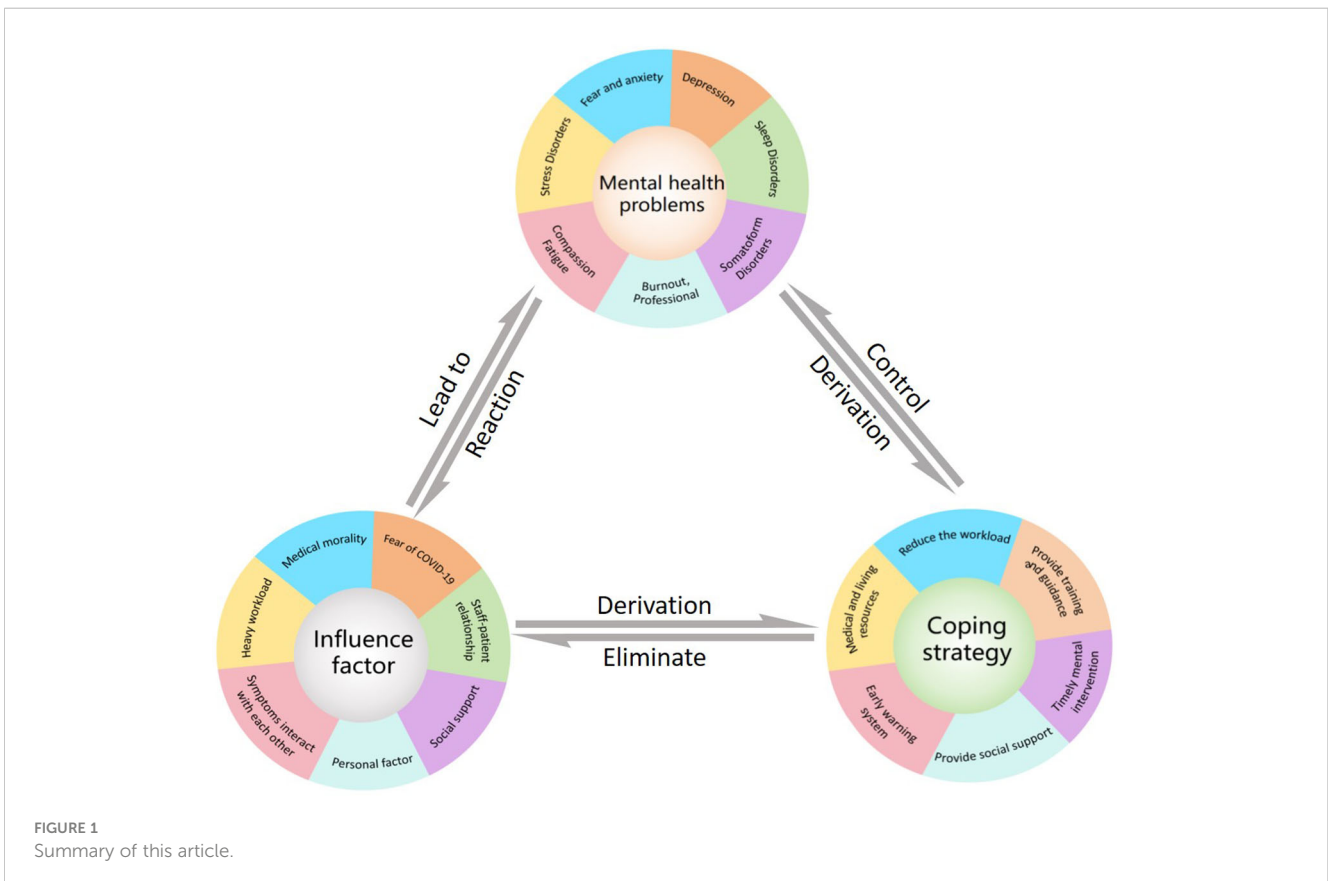 Fear and anxiety
Depression
Sleep Disorders
Somatoform
Disorders
Burnout,
Professional
Compassion
Fatigue
Stress Disorders
Mental health
problems
Lead to
Reaction
Control
Derivation
Medical morality
Fear of COVID-19
Staff-patient
relationship
Social support
Personal factor
Symptoms interact
with each other
Heavy workload
Influence
factor
Derivation
Eliminate
Reduce the workload
Provide training
and guidance
Timely mental
intervention
Provide social support
Early warning
system
Medical and living
resources
Coping
strategy
FIGURE 1
Summary of this article.